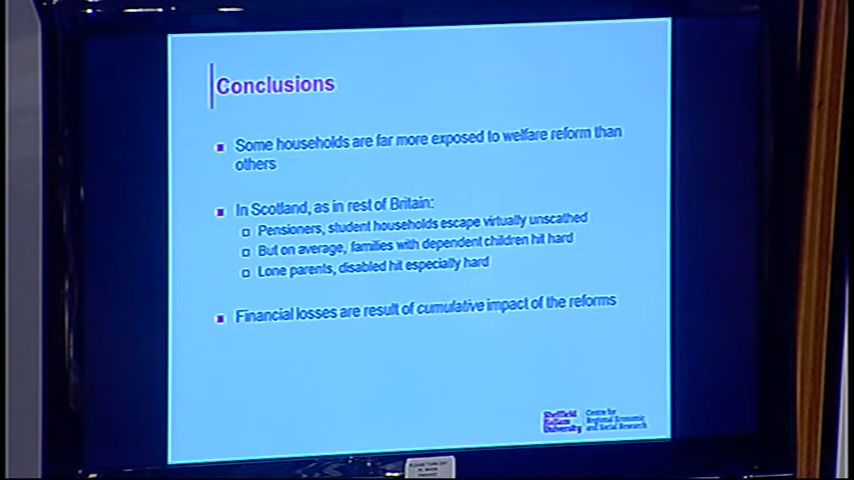 Conclusions
Some households are far more exposed to welfare reform than
others
In Scotland, as in rest of Britain:
Pensioners, student households escape virtually unscathed
But on average, families with dependent children hit hard
Lone parents, disabled hit especially hard
Financial losses are result of cumulative impact of the reforms
Sheffield
Hallam
University
Centre for
Regional Economic
and Social Research